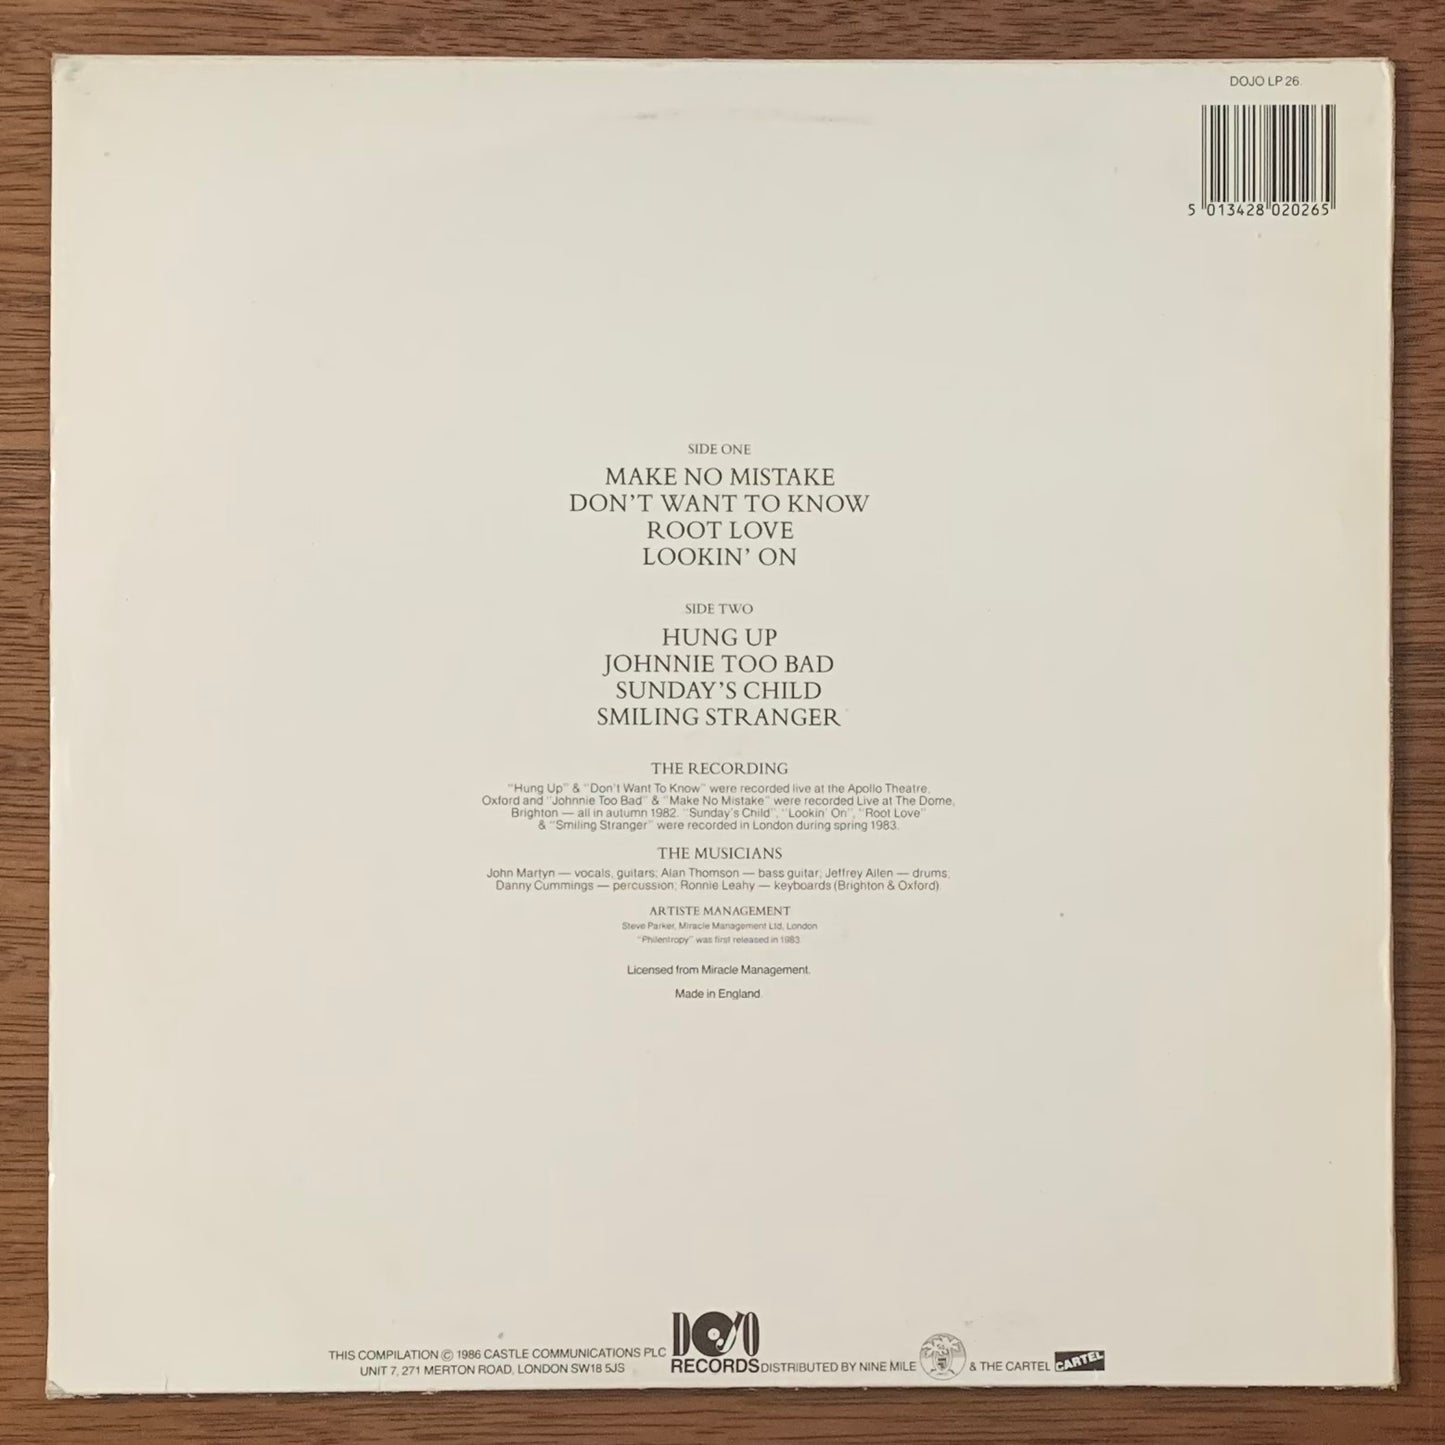 DOJO LP 26.
5 013428 020265
SIDE ONE
MAKE NO MISTAKE
DON'T WANT TO KNOW
ROOT LOVE
LOOKIN' ON
SIDE TWO
HUNG UP
JOHNNIE TOO BAD
SUNDAY'S CHILD
SMILING STRANGER
THE RECORDING
"Hung Up" & "Don't Want To Know" were recorded live at the Apollo Theatre,
Oxford and "Johnnie Too Bad" & "Make No Mistake" were recorded Live at The Dome,
Brighton — all in autumn 1982. "Sunday's Child", "Lookin' On", "Root Love"
& "Smiling Stranger" were recorded in London during spring 1983.
THE MUSICIANS
John Martyn — vocals, guitars; Alan Thomson — bass guitar; Jeffrey Allen — drums;
Danny Cummings — percussion; Ronnie Leahy — keyboards (Brighton & Oxford).
ARTISTE MANAGEMENT
Steve Parker, Miracle Management Ltd, London
"Philentropy" was first released in 1983.
Licensed from Miracle Management.
Made in England.
THIS COMPILATION © 1986 CASTLE COMMUNICATIONS PLC
UNIT 7, 271 MERTON ROAD, LONDON SW18 5JS
DOJO
RECORDS
DISTRIBUTED BY NINE MILE & THE CARTEL CARTEL